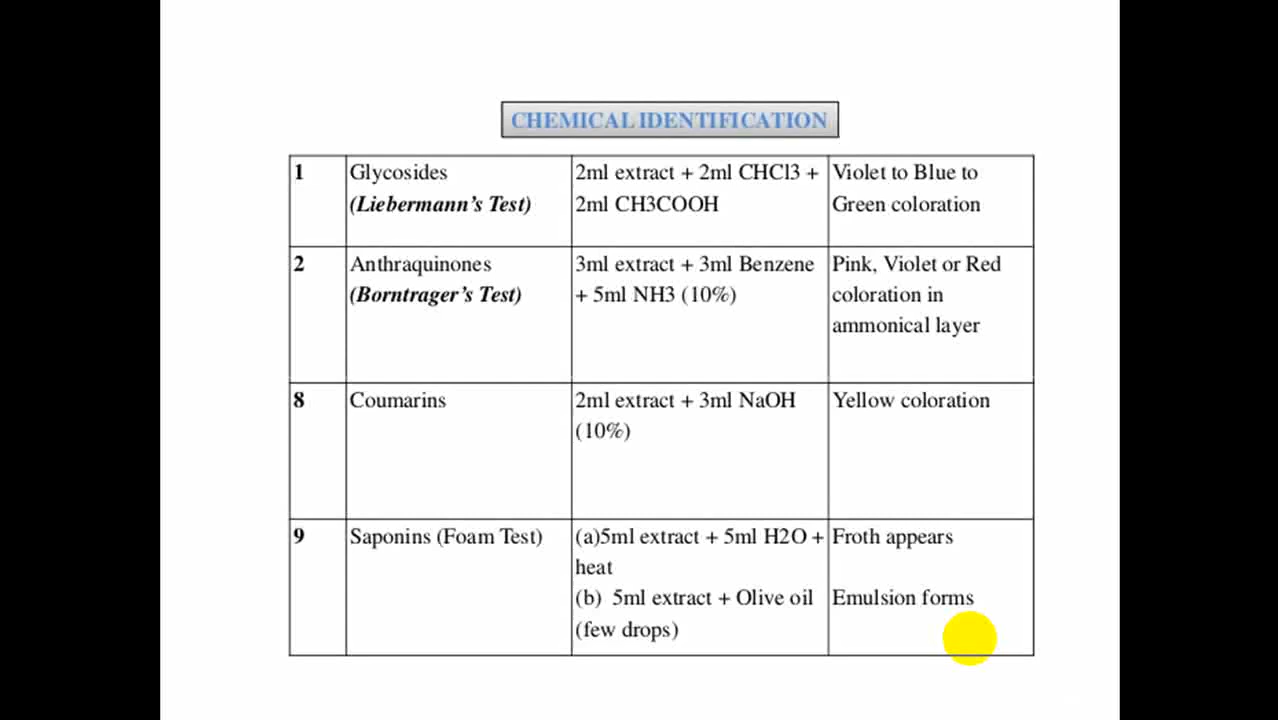 CHEMICAL IDENTIFICATION
1 Glycosides 2ml extract + 2ml CHCl3 + Violet to Blue to
(Liebermann's Test) 2ml CH3COOH Green coloration
2 Anthraquinones 3ml extract + 3ml Benzene Pink, Violet or Red
(Borntrager's Test) + 5ml NH3 (10%) coloration in
ammonical layer
8 Coumarins 2ml extract + 3ml NaOH Yellow coloration
(10%)
9 Saponins (Foam Test) (a)5ml extract + 5ml H2O + Froth appears
heat
(b) 5ml extract + Olive oil Emulsion forms
(few drops)